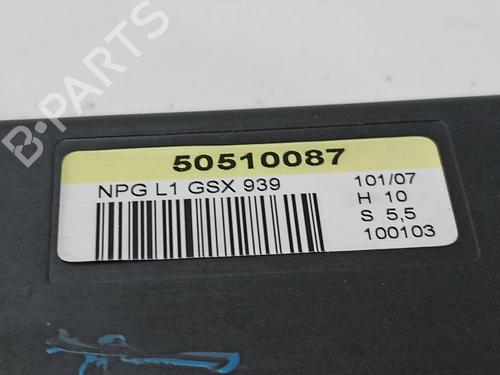 B-PARTS
50510087
NPG L1 GSX 939
101/07
H 10
S 5,5
100103